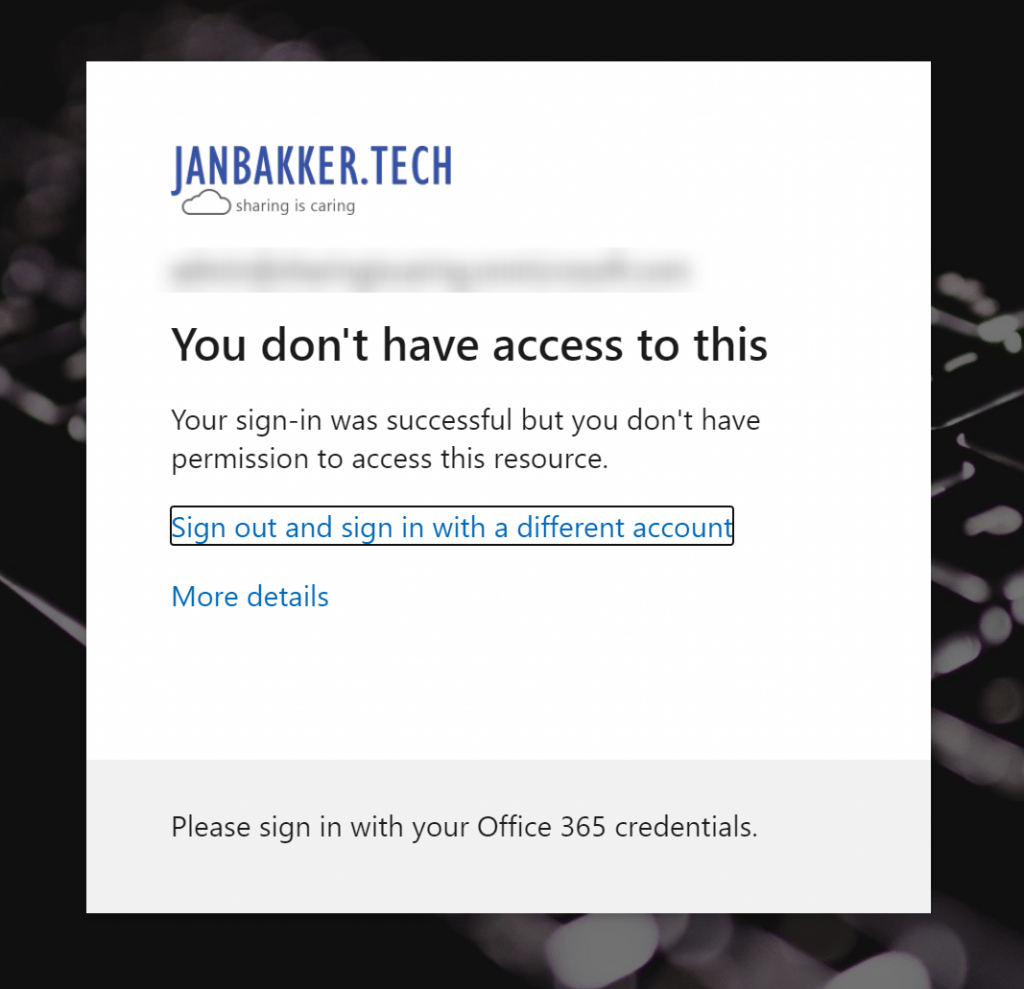 JANBAKKER.TECH
sharing is caring
You don't have access to this
Your sign-in was successful but you don't have
permission to access this resource.
Sign out and sign in with a different account
More details
Please sign in with your Office 365 credentials.